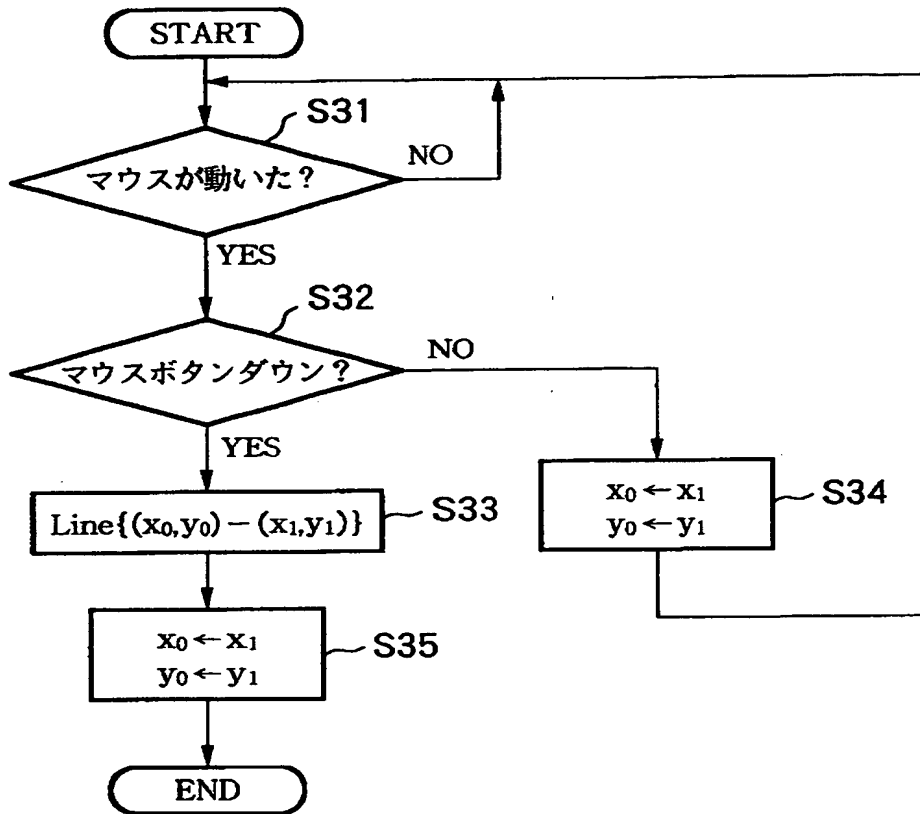 START
S31
マウスが動いた?
NO
YES
S32
マウスボタンダウン?
NO
YES
Line{(x₀,y₀)−(x₁,y₁)}
S33
x₀←x₁
y₀←y₁
S34
x₀←x₁
y₀←y₁
S35
END